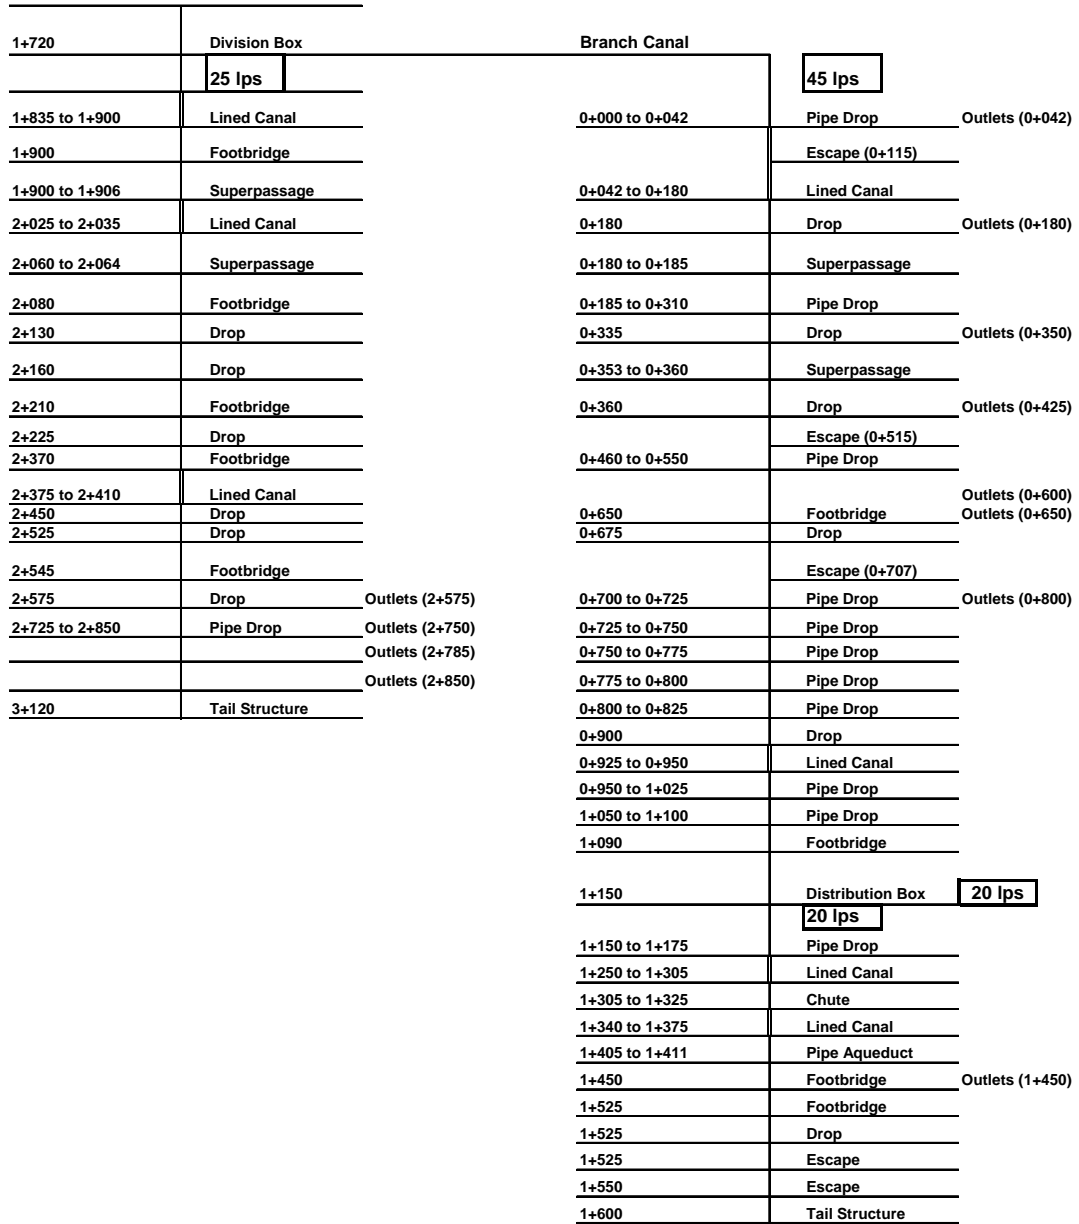 1+720 Division Box Branch Canal
25 lps 45 lps
1+835 to 1+900 Lined Canal 0+000 to 0+042 Pipe Drop Outlets (0+042)
1+900 Footbridge Escape (0+115)
1+900 to 1+906 Superpassage 0+042 to 0+180 Lined Canal
2+025 to 2+035 Lined Canal 0+180 Drop Outlets (0+180)
2+060 to 2+064 Superpassage 0+180 to 0+185 Superpassage
2+080 Footbridge 0+185 to 0+310 Pipe Drop
2+130 Drop 0+335 Drop Outlets (0+350)
2+160 Drop 0+353 to 0+360 Superpassage
2+210 Footbridge 0+360 Drop Outlets (0+425)
2+225 Drop Escape (0+515)
2+370 Footbridge 0+460 to 0+550 Pipe Drop
2+375 to 2+410 Lined Canal Outlets (0+600)
2+450 Drop 0+650 Footbridge Outlets (0+650)
2+525 Drop 0+675 Drop
2+545 Footbridge Escape (0+707)
2+575 Drop Outlets (2+575) 0+700 to 0+725 Pipe Drop Outlets (0+800)
2+725 to 2+850 Pipe Drop Outlets (2+750) 0+725 to 0+750 Pipe Drop
Outlets (2+785) 0+750 to 0+775 Pipe Drop
Outlets (2+850) 0+775 to 0+800 Pipe Drop
3+120 Tail Structure 0+800 to 0+825 Pipe Drop
0+900 Drop
0+925 to 0+950 Lined Canal
0+950 to 1+025 Pipe Drop
1+050 to 1+100 Pipe Drop
1+090 Footbridge
1+150 Distribution Box 20 lps
20 lps
1+150 to 1+175 Pipe Drop
1+250 to 1+305 Lined Canal
1+305 to 1+325 Chute
1+340 to 1+375 Lined Canal
1+405 to 1+411 Pipe Aqueduct
1+450 Footbridge Outlets (1+450)
1+525 Footbridge
1+525 Drop
1+525 Escape
1+550 Escape
1+600 Tail Structure